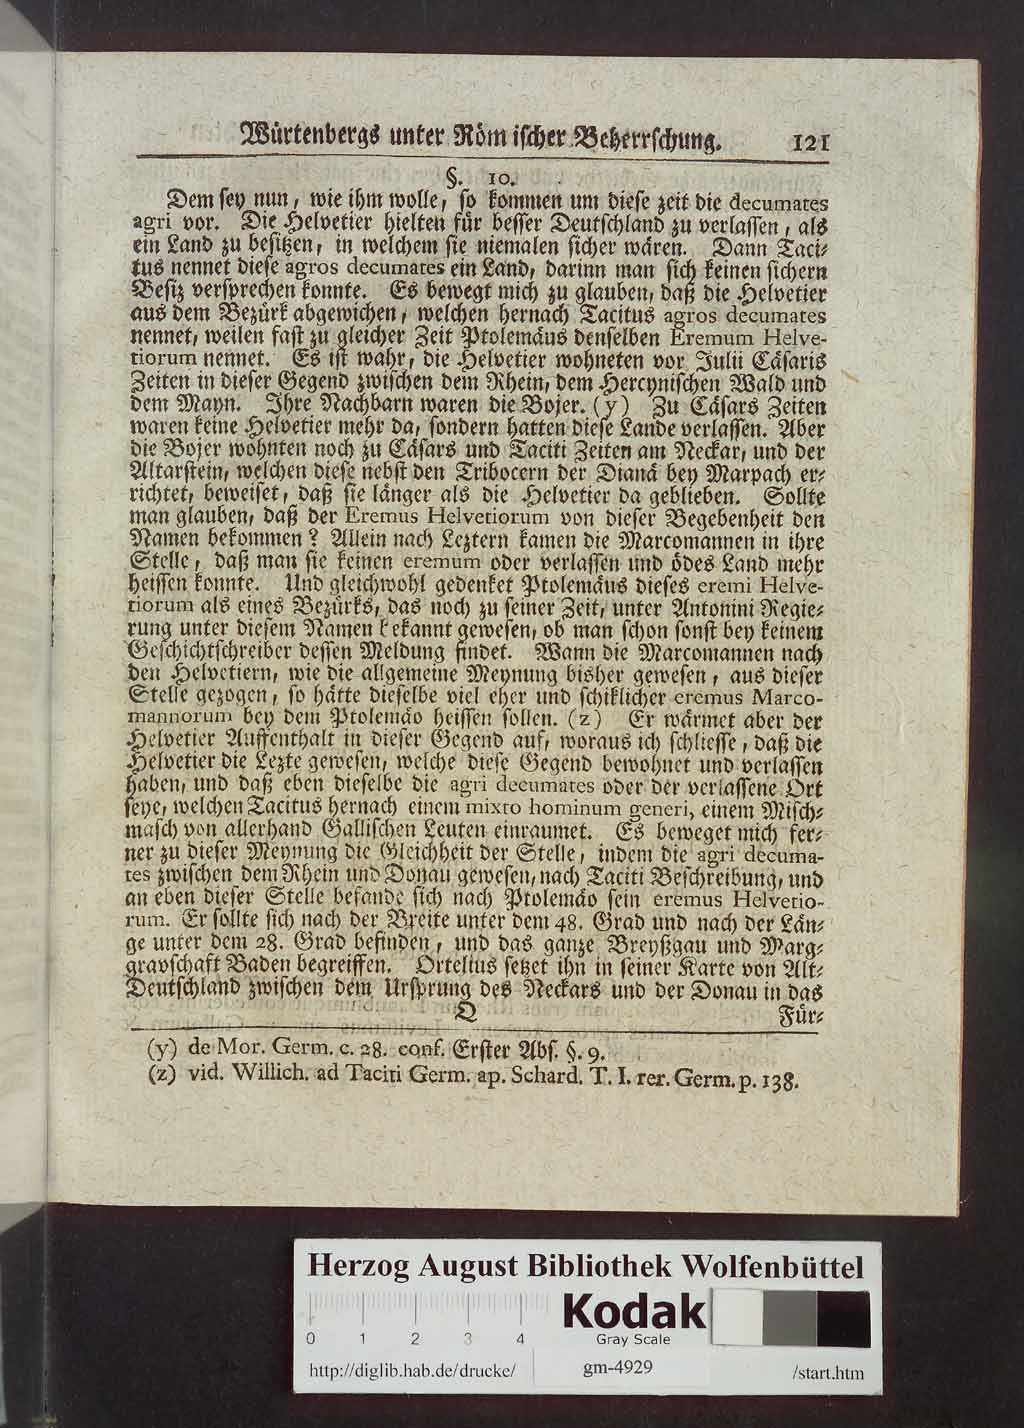 Würtenbergs unter Römischer Beherrschung. 121
§. 10.
Dem sey nun, wie ihm wolle, so kommen um diese zeit die decumates
agri vor. Die Helvetier hielten für besser Deutschland zu verlassen, als
ein Land zu besitzen, in welchem sie niemalen sicher wären. Dann Taci-
tus nennet diese agros decumates ein Land, darinn man sich keinen sichern
Besiz versprechen konnte. Es bewegt mich zu glauben, daß die Helvetier
aus dem Bezürk abgewichen, welchen hernach Tacitus agros decumates
nennet, weilen fast zu gleicher Zeit Ptolemäus denselben Eremum Helve-
tiorum nennet. Es ist wahr, die Helvetier wohneten vor Julii Cäsaris
Zeiten in dieser Gegend zwischen dem Rhein, dem Hercynischen Wald und
dem Mayn. Ihre Nachbarn waren die Bojer. (y) Zu Cäsars Zeiten
waren keine Helvetier mehr da, sondern hatten diese Lande verlassen. Aber
die Bojer wohnten noch zu Cäsars und Taciti Zeiten am Neckar, und der
Altarstein, welchen diese nebst den Tribocern der Dianä bey Marpach er-
richtet, beweiset, daß sie länger als die Helvetier da geblieben. Sollte
man glauben, daß der Eremus Helvetiorum von dieser Begebenheit den
Namen bekommen? Allein nach Leztern kamen die Marcomannen in ihre
Stelle, daß man sie keinen eremum oder verlassen und ödes Land mehr
heissen konnte. Und gleichwohl gedenket Ptolemäus dieses eremi Helve-
tiorum als eines Bezürks, das noch zu seiner Zeit, unter Antonini Regie-
rung unter diesem Namen bekannt gewesen, ob man schon sonst bey keinem
Geschichtschreiber dessen Meldung findet. Wann die Marcomannen nach
den Helvetiern, wie die allgemeine Meynung bisher gewesen, aus dieser
Stelle gezogen, so hätte dieselbe viel eher und schiklicher eremus Marco-
mannorum bey dem Ptolemäo heissen sollen. (z) Er wärmet aber der
Helvetier Auffenthalt in dieser Gegend auf, woraus ich schliesse, daß die
Helvetier die Lezte gewesen, welche diese Gegend bewohnet und verlassen
haben, und daß eben dieselbe die agri decumates oder der verlassene Ort
seye, welchen Tacitus hernach einem mixto hominum generi, einem Misch-
masch von allerhand Gallischen Leuten einraumet. Es beweget mich fer-
ner zu dieser Meynung die Gleichheit der Stelle, indem die agri decuma-
tes zwischen dem Rhein und Donau gewesen, nach Taciti Beschreibung, und
an eben dieser Stelle befande sich nach Ptolemäo sein eremus Helvetio-
rum. Er sollte sich nach der Breite unter dem 48. Grad und nach der Län-
ge unter dem 28. Grad befinden, und das ganze Breyßgau und Marg-
gravschaft Baden begreiffen. Ortelius setzet ihn in seiner Karte von Alt-
Deutschland zwischen dem Ursprung des Neckars und der Donau in das
Q Für-
(y) de Mor. Germ. c. 28. conf. Erster Abs. §. 9.
(z) vid. Willich. ad Taciti Germ. ap. Schard. T. I. rer. Germ. p. 138.
Herzog August Bibliothek Wolfenbüttel
Kodak
0 1 2 3 4 Gray Scale
http://diglib.hab.de/drucke/ gm-4929 /start.htm